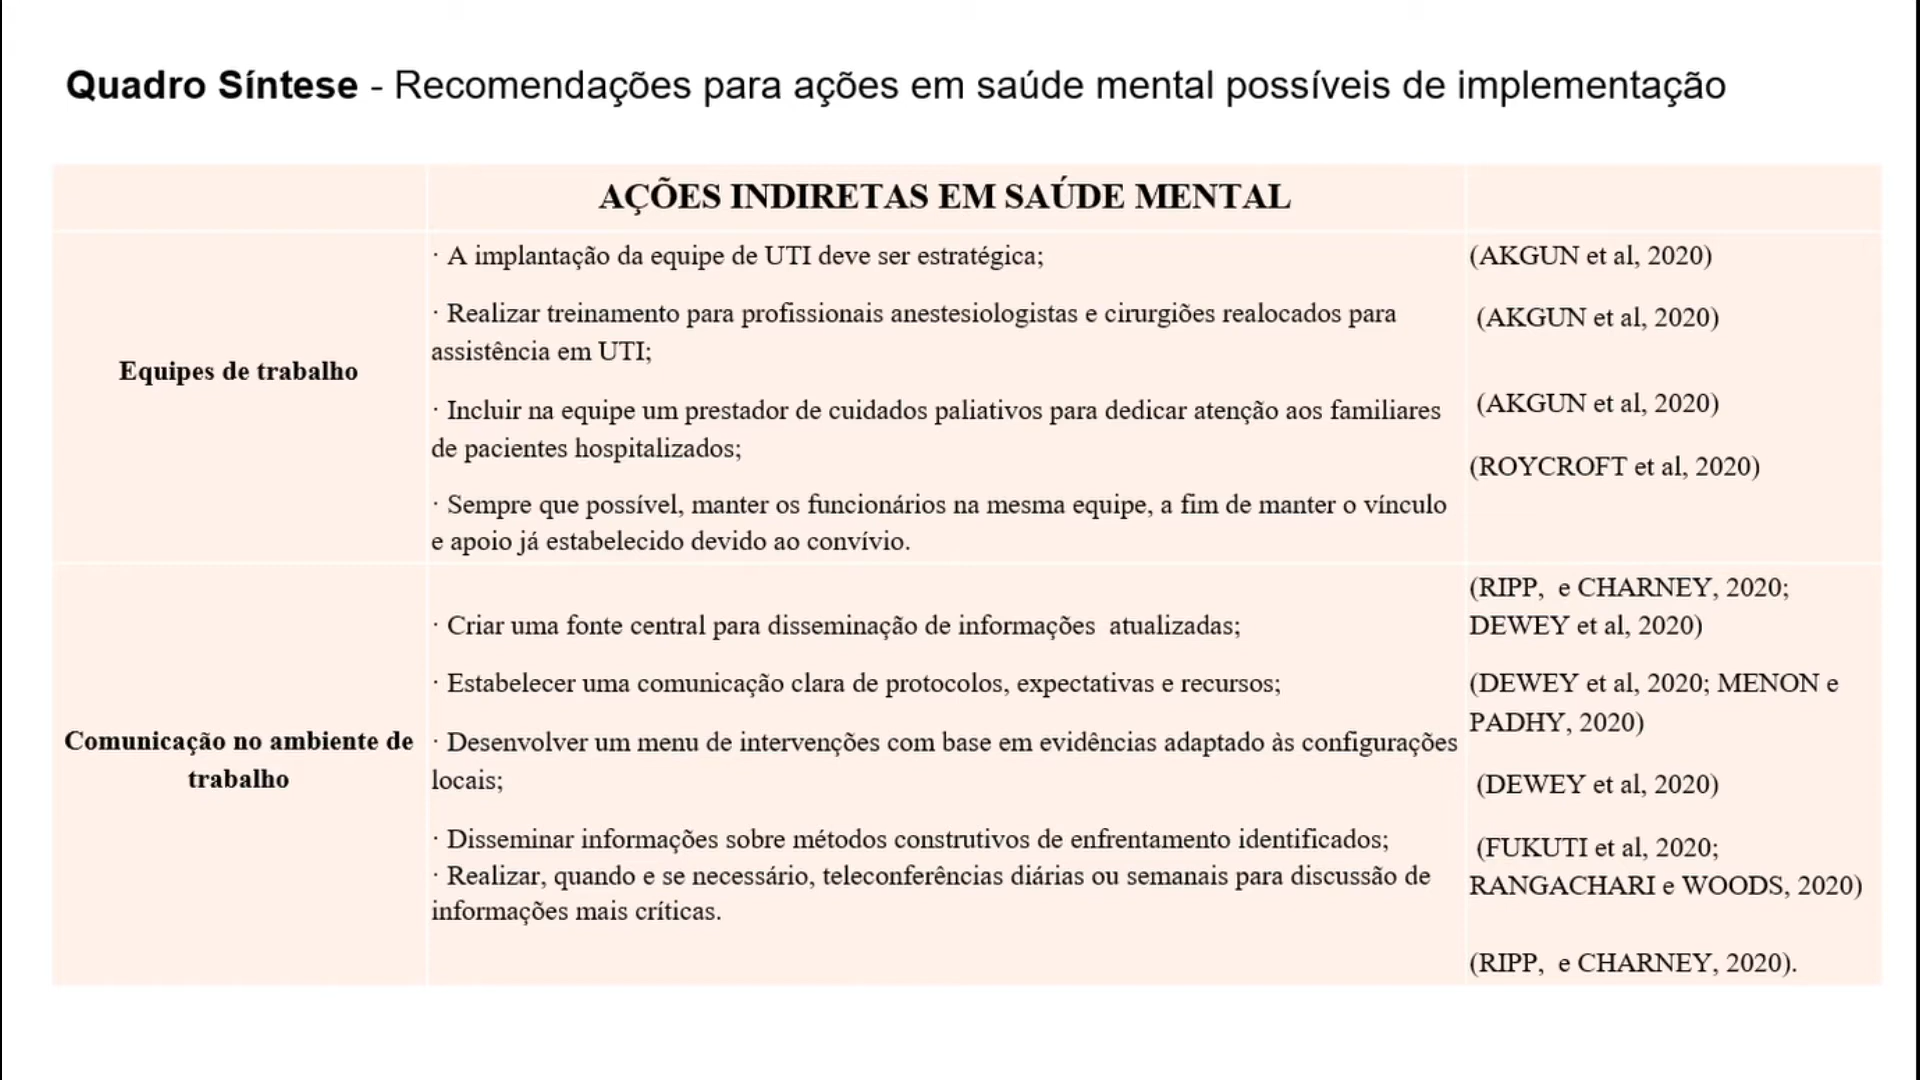 Quadro Síntese - Recomendações para ações em saúde mental possíveis de implementação
AÇÕES INDIRETAS EM SAÚDE MENTAL
Equipes de trabalho
· A implantação da equipe de UTI deve ser estratégica;
· Realizar treinamento para profissionais anestesiologistas e cirurgiões realocados para
assistência em UTI;
· Incluir na equipe um prestador de cuidados paliativos para dedicar atenção aos familiares
de pacientes hospitalizados;
· Sempre que possível, manter os funcionários na mesma equipe, a fim de manter o vínculo
e apoio já estabelecido devido ao convívio.
(AKGUN et al, 2020)
(AKGUN et al, 2020)
(AKGUN et al, 2020)
(ROYCROFT et al, 2020)
Comunicação no ambiente de
trabalho
· Criar uma fonte central para disseminação de informações  atualizadas;
· Estabelecer uma comunicação clara de protocolos, expectativas e recursos;
· Desenvolver um menu de intervenções com base em evidências adaptado às configurações
locais;
· Disseminar informações sobre métodos construtivos de enfrentamento identificados;
· Realizar, quando e se necessário, teleconferências diárias ou semanais para discussão de
informações mais críticas.
(RIPP,  e CHARNEY, 2020;
DEWEY et al, 2020)
(DEWEY et al, 2020; MENON e
PADHY, 2020)
(DEWEY et al, 2020)
(FUKUTI et al, 2020;
RANGACHARI e WOODS, 2020)
(RIPP,  e CHARNEY, 2020).